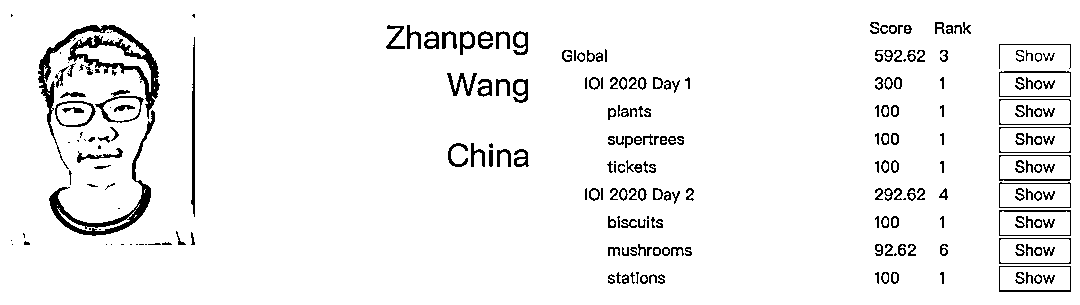 Zhanpeng
Wang
China
Score Rank
Global 592.62 3 Show
IOI 2020 Day 1 300 1 Show
plants 100 1 Show
supertrees 100 1 Show
tickets 100 1 Show
IOI 2020 Day 2 292.62 4 Show
biscuits 100 1 Show
mushrooms 92.62 6 Show
stations 100 1 Show